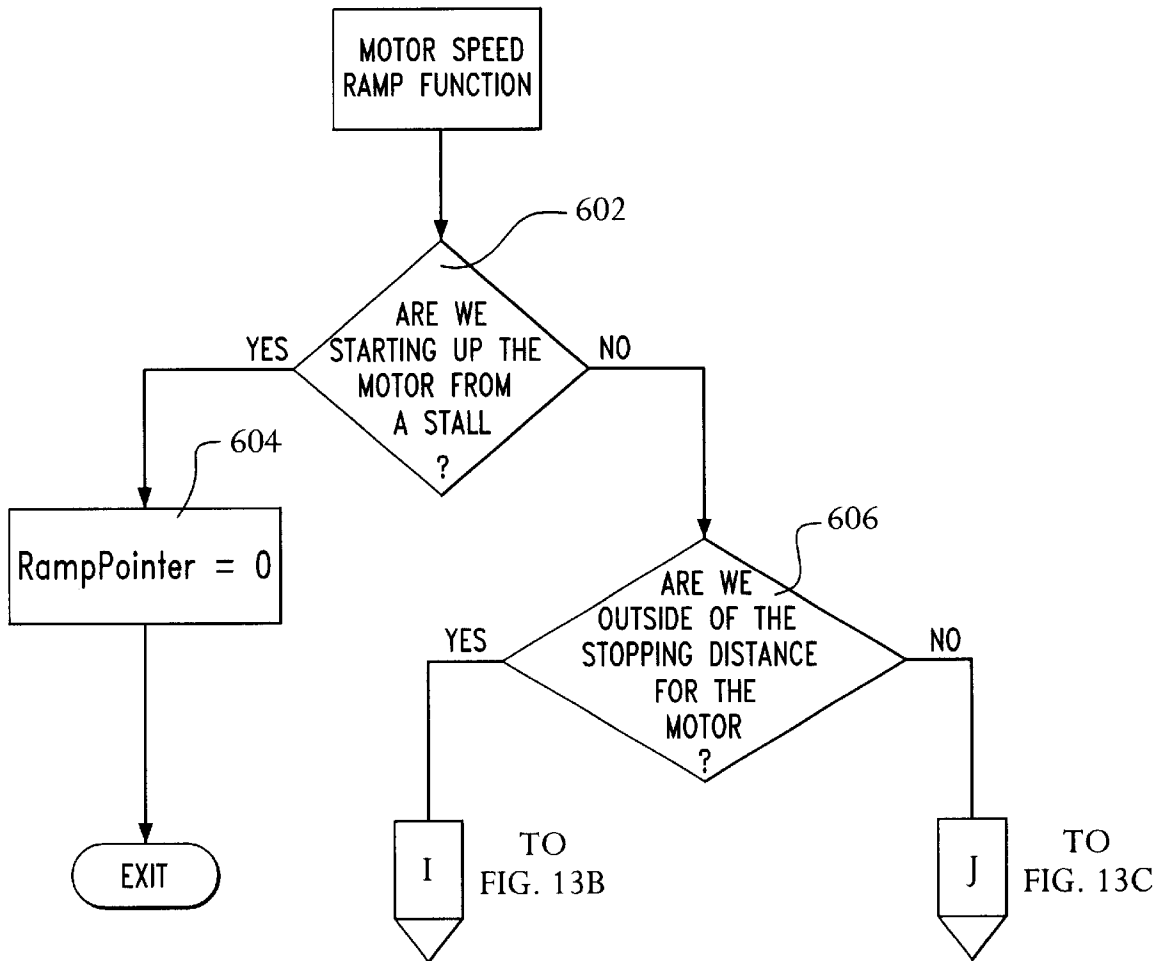 MOTOR SPEED
RAMP FUNCTION
602
ARE WE
STARTING UP THE
MOTOR FROM
A STALL
?
YES
NO
604
RampPointer = 0
EXIT
606
ARE WE
OUTSIDE OF THE
STOPPING DISTANCE
FOR THE
MOTOR
?
YES
NO
I
TO
FIG. 13B
J
TO
FIG. 13C